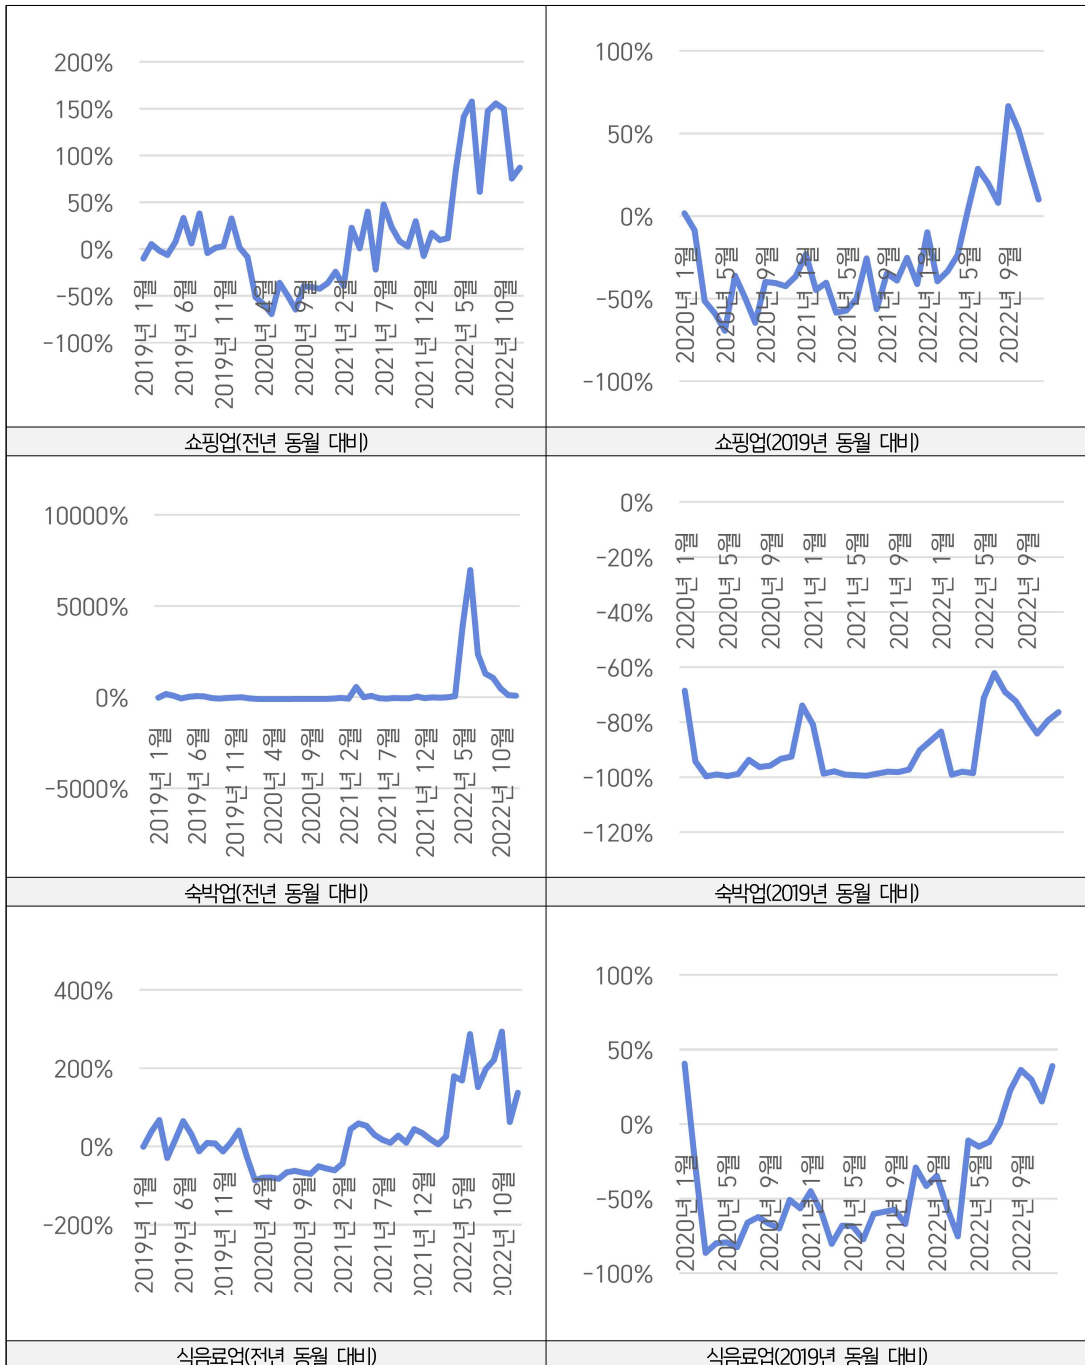 200%
150%
100%
50%
0%
-50%
-100%
2019년 1월
2019년 6월
2019년 11월
2020년 4월
2020년 9월
2021년 2월
2021년 7월
2021년 12월
2022년 5월
2022년 10월
쇼핑업(전년 동월 대비)
100%
50%
0%
-50%
-100%
2020년 1월
2020년 5월
2020년 9월
2021년 1월
2021년 5월
2021년 9월
2022년 1월
2022년 5월
2022년 9월
쇼핑업(2019년 동월 대비)
10000%
5000%
0%
-5000%
2019년 1월
2019년 6월
2019년 11월
2020년 4월
2020년 9월
2021년 2월
2021년 7월
2021년 12월
2022년 5월
2022년 10월
숙박업(전년 동월 대비)
0%
-20%
-40%
-60%
-80%
-100%
-120%
2020년 1월
2020년 5월
2020년 9월
2021년 1월
2021년 5월
2021년 9월
2022년 1월
2022년 5월
2022년 9월
숙박업(2019년 동월 대비)
400%
200%
0%
-200%
2019년 1월
2019년 6월
2019년 11월
2020년 4월
2020년 9월
2021년 2월
2021년 7월
2021년 12월
2022년 5월
2022년 10월
식음료업(전년 동월 대비)
100%
50%
0%
-50%
-100%
2020년 1월
2020년 5월
2020년 9월
2021년 1월
2021년 5월
2021년 9월
2022년 1월
2022년 5월
2022년 9월
식음료업(2019년 동월 대비)